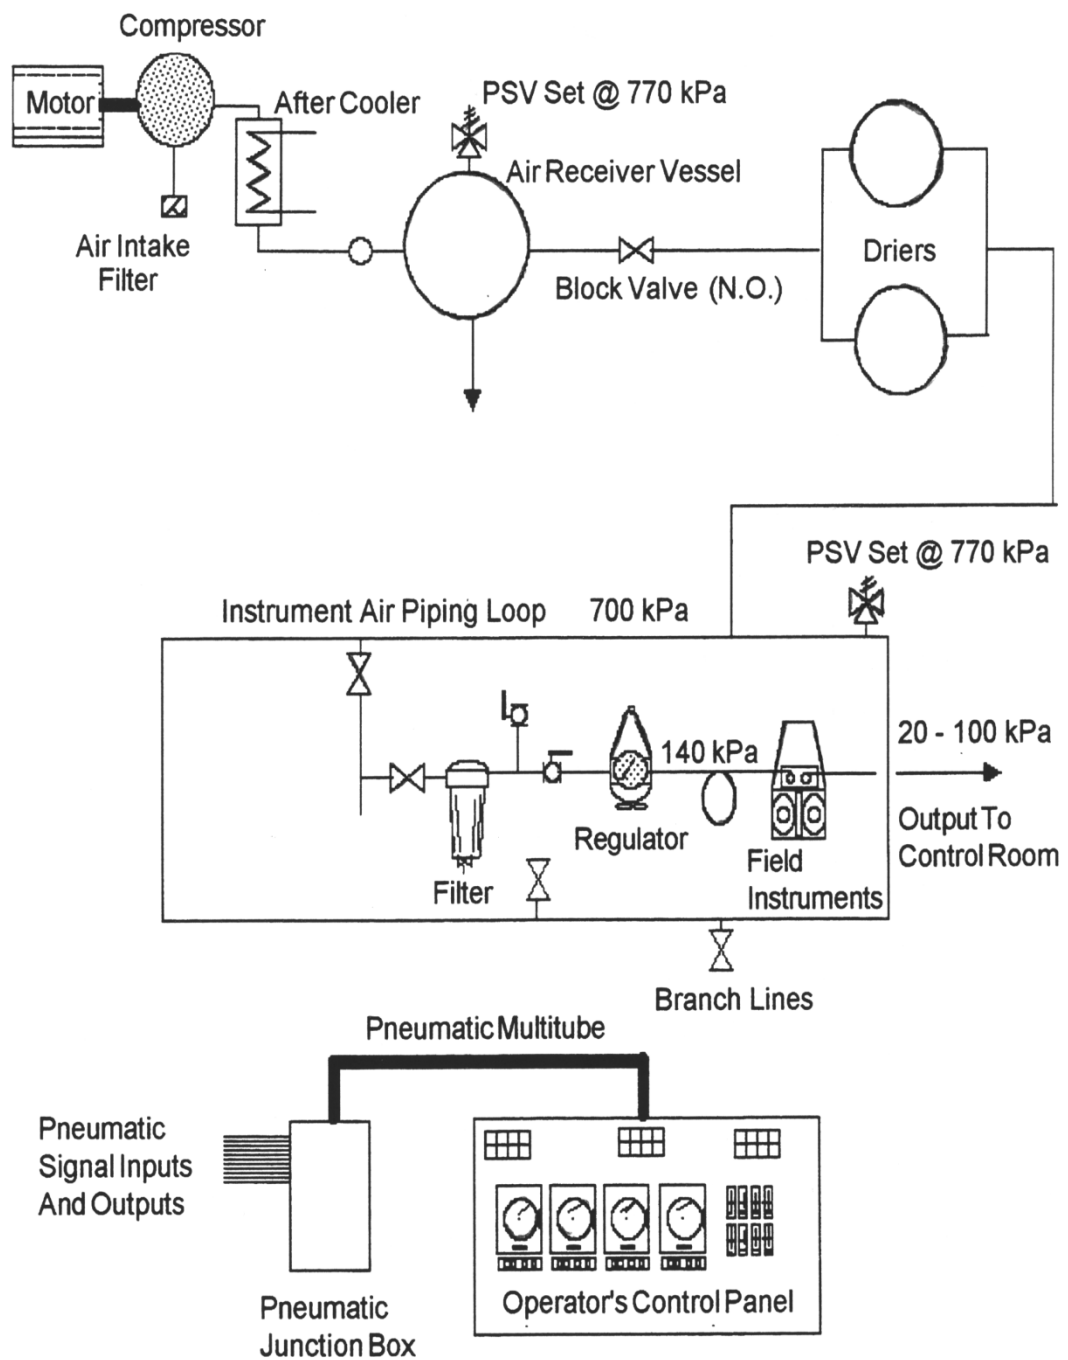 Compressor
Motor
After Cooler
PSV Set @ 770 kPa
Air Receiver Vessel
Air Intake
Filter
Block Valve (N.O.)
Driers
PSV Set @ 770 kPa
Instrument Air Piping Loop 700 kPa
20 - 100 kPa
140 kPa
Output To
Control Room
Regulator
Field
Instruments
Filter
Branch Lines
Pneumatic Multitube
Pneumatic
Signal Inputs
And Outputs
Operator's Control Panel
Pneumatic
Junction Box